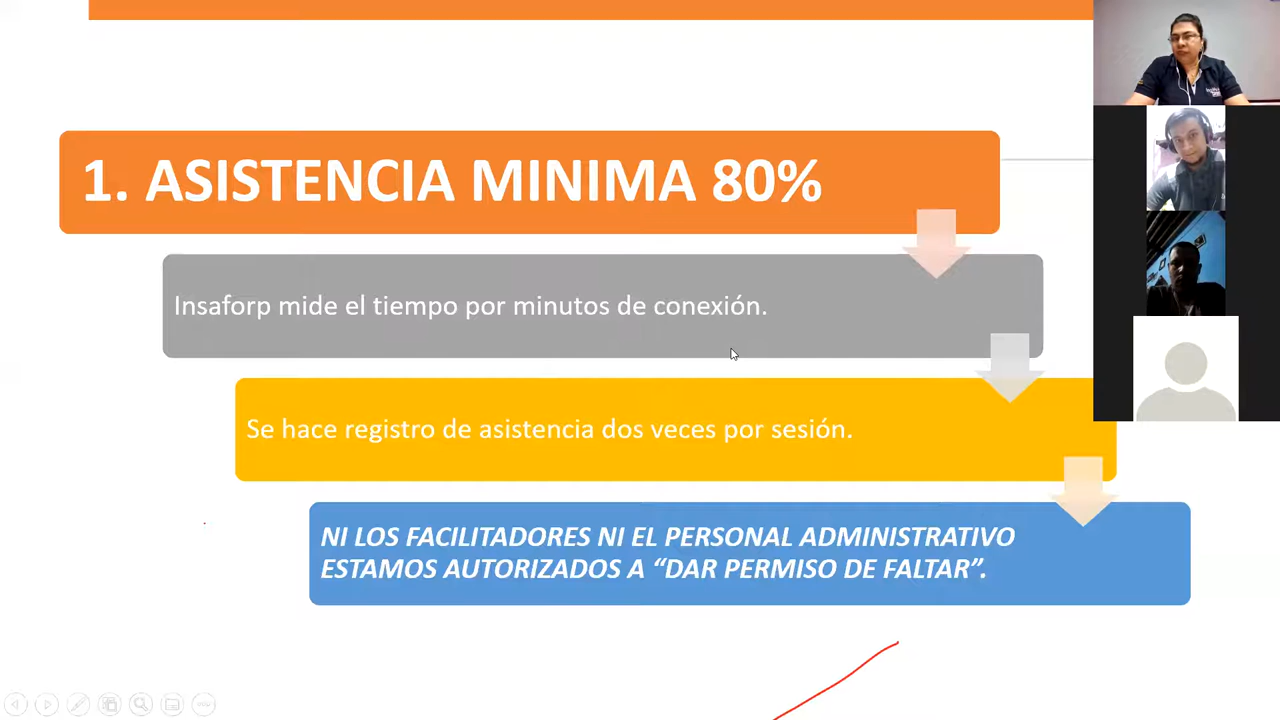 1. ASISTENCIA MINIMA 80%
Insaforp mide el tiempo por minutos de conexión.
Se hace registro de asistencia dos veces por sesión.
NI LOS FACILITADORES NI EL PERSONAL ADMINISTRATIVO
ESTAMOS AUTORIZADOS A “DAR PERMISO DE FALTAR”.